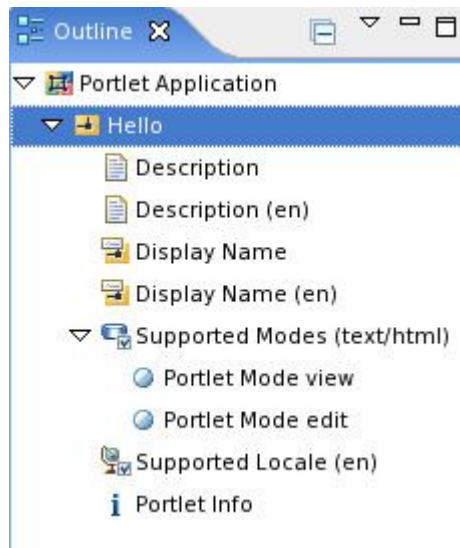 Outline
Portlet Application
Hello
Description
Description (en)
Display Name
Display Name (en)
Supported Modes (text/html)
Portlet Mode view
Portlet Mode edit
Supported Locale (en)
Portlet Info